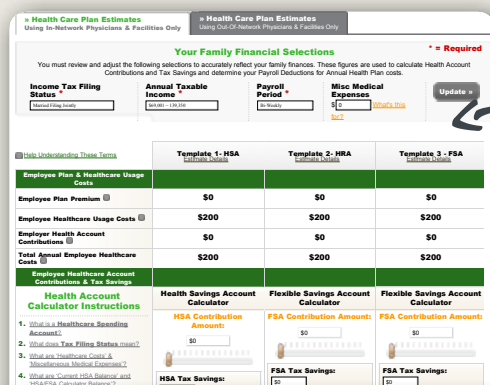 » Health Care Plan Estimates
Using In-Network Physicians & Facilities Only
» Health Care Plan Estimates
Using Out-Of-Network Physicians & Facilities Only
Your Family Financial Selections
* = Required
You must review and adjust the following selections to accurately reflect your family finances. These figures are used to calculate Health Account
Contributions and Tax Savings and determine your Payroll Deductions for Annual Health Plan costs.
Income Tax Filing
Status *
Annual Taxable
Income *
Payroll
Period *
Misc Medical
Expenses
Update »
Married Filing Jointly
$69,001 - 139,350
Bi-Weekly
$ 0 What's this
for?
Help Understanding These Terms
Template 1- HSA
Estimate Details
Template 2- HRA
Estimate Details
Template 3 - FSA
Estimate Details
Employee Plan & Healthcare Usage
Costs
Employee Plan Premium $0 $0 $0
Employee Healthcare Usage Costs $200 $200 $200
Employer Health Account
Contributions $0 $0 $0
Total Annual Employee Healthcare
Costs $200 $200 $200
Employee Healthcare Account
Contributions & Tax Savings
Health Account
Calculator Instructions
Health Savings Account
Calculator
Flexible Savings Account
Calculator
Flexible Savings Account
Calculator
1. What is a Healthcare Spending
Account?
2. What does Tax Filing Status mean?
3. What are 'Healthcare Costs' &
'Miscellaneous Medical Expenses'?
4. What are 'Current HSA Balance' and
'HSA/FSA Calculator Balance'?
HSA Contribution
Amount:
$0
HSA Tax Savings:
FSA Contribution
Amount:
$0
FSA Tax Savings:
$0
FSA Contribution
Amount:
$0
FSA Tax Savings:
$0